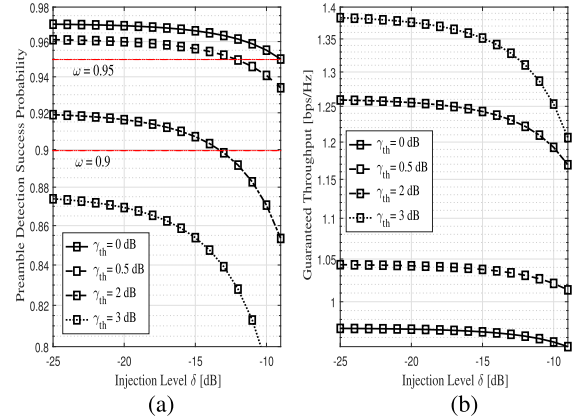 Preamble Detection Success Probability
0.98
0.96
0.94
0.92
0.9
0.88
0.86
0.84
0.82
0.8
ω = 0.95
ω = 0.9
γth = 0 dB
γth = 0.5 dB
γth = 2 dB
γth = 3 dB
-25 -20 -15 -10
Injection Level δ [dB]
(a)
Guaranteed Throughput [bps/Hz]
1.4
1.35
1.3
1.25
1.2
1.15
1.1
1.05
1
γth = 0 dB
γth = 0.5 dB
γth = 2 dB
γth = 3 dB
-25 -20 -15 -10
Injection Level δ [dB]
(b)